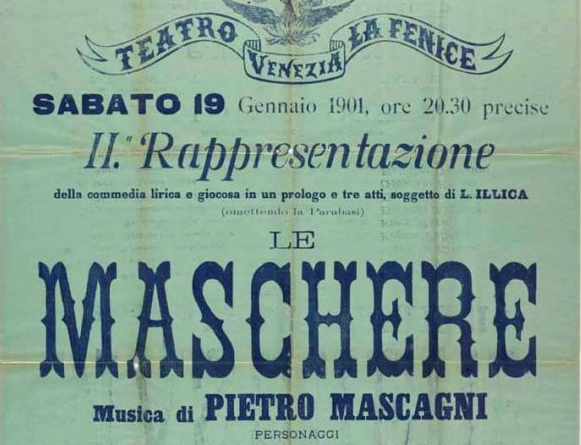 TEATRO LA FENICE
VENEZIA
SABATO 19 Gennaio 1901, ore 20.30 precise
II.ª Rappresentazione
della commedia lirica e giocosa in un prologo e tre atti, soggetto di L. ILLICA
(omettendo la Parabasi)
LE
MASCHERE
Musica di PIETRO MASCAGNI
PERSONAGGI